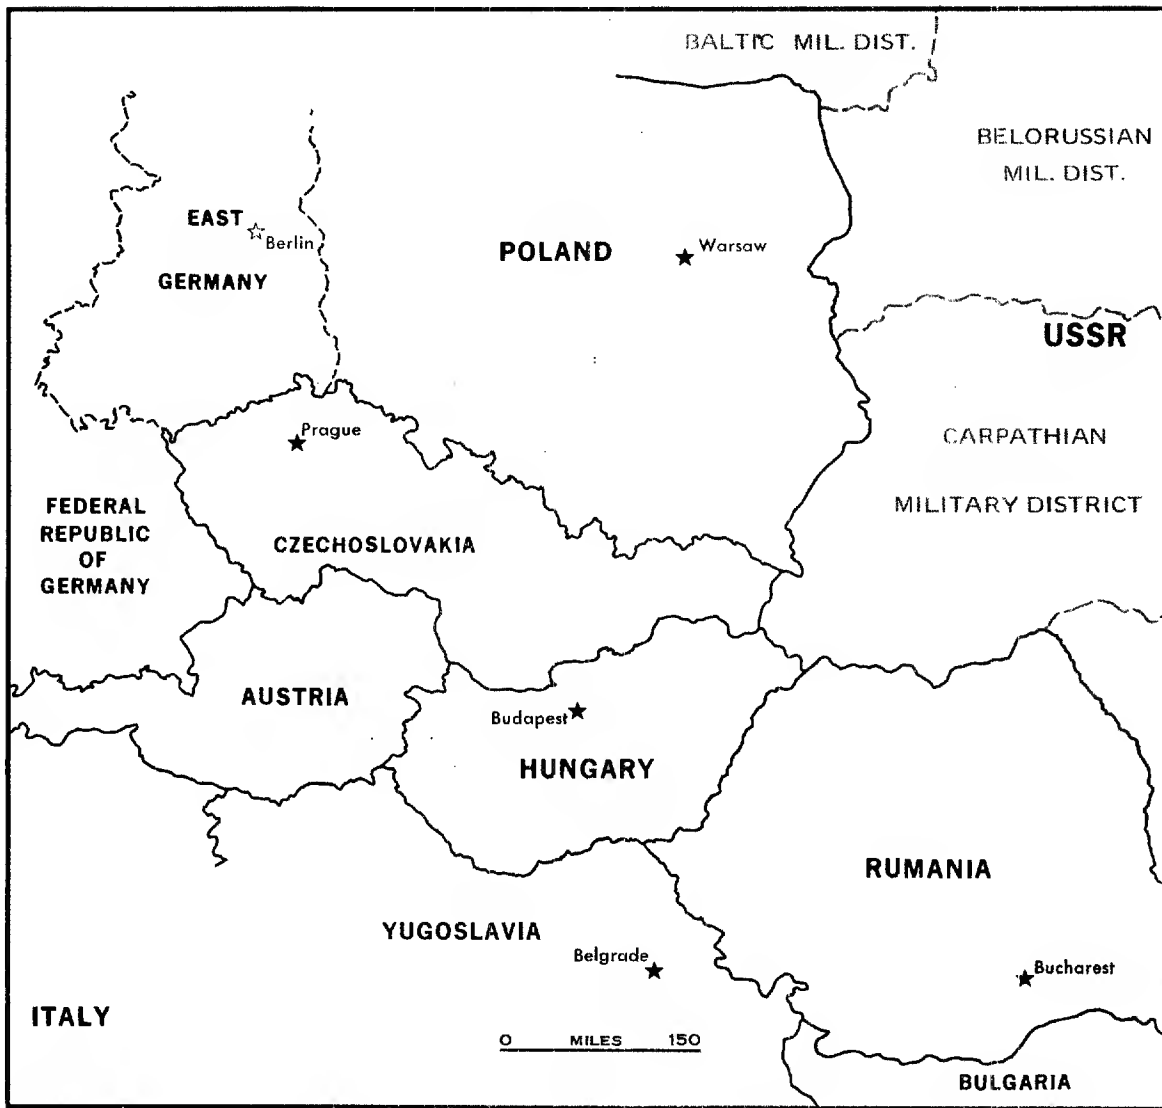 BALTIC MIL. DIST.
BELORUSSIAN
MIL. DIST.
EAST
Berlin
GERMANY
POLAND
Warsaw
USSR
Prague
CARPATHIAN
MILITARY DISTRICT
FEDERAL
REPUBLIC
OF
GERMANY
CZECHOSLOVAKIA
AUSTRIA
Budapest
HUNGARY
RUMANIA
YUGOSLAVIA
Belgrade
Bucharest
ITALY
0 MILES 150
BULGARIA